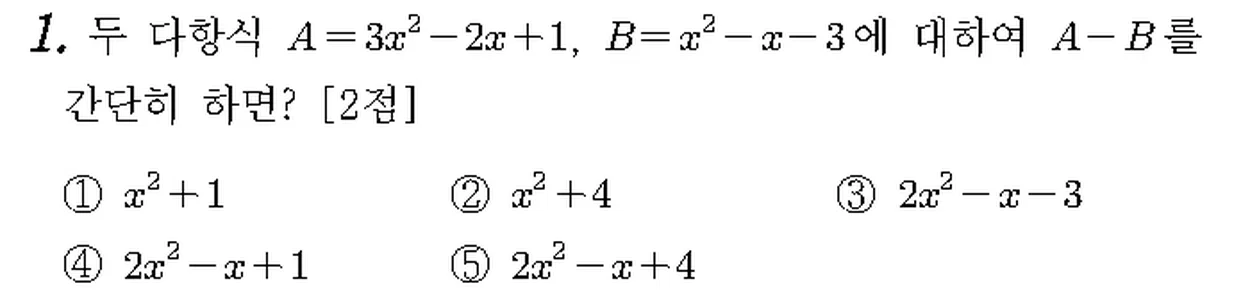 1. 두 다항식 A=3x²-2x+1, B=x²-x-3에 대하여 A-B를
간단히 하면? [2점]
① x²+1 ② x²+4 ③ 2x²-x-3
④ 2x²-x+1 ⑤ 2x²-x+4